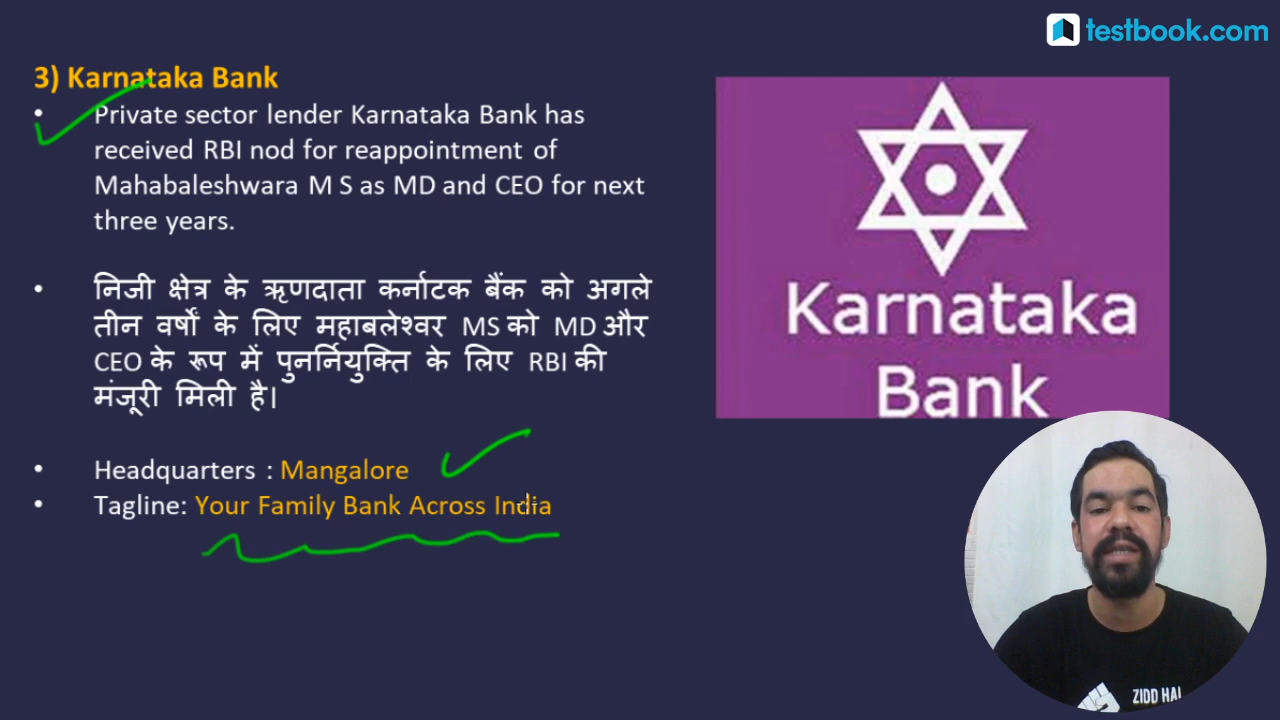 testbook.com
3) Karnataka Bank
• Private sector lender Karnataka Bank has
received RBI nod for reappointment of
Mahabaleshwara M S as MD and CEO for next
three years.
• निजी क्षेत्र के ऋणदाता कर्नाटक बैंक को अगले
तीन वर्षों के लिए महाबलेश्वर MS को MD और
CEO के रूप में पुनर्नियुक्ति के लिए RBI की
मंजूरी मिली है।
• Headquarters : Mangalore
• Tagline: Your Family Bank Across India
Karnataka
Bank
ZIDD HAI